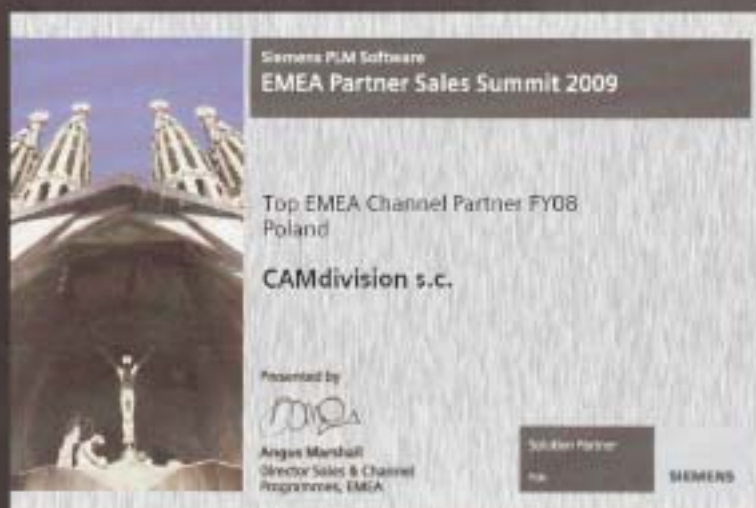 Siemens PLM Software
EMEA Partner Sales Summit 2009
Top EMEA Channel Partner FY08
Poland
CAMdivision s.c.
Presented by
Angus Marshall
Director Sales & Channel
Programmes, EMEA
Solution Partner
PLM
SIEMENS